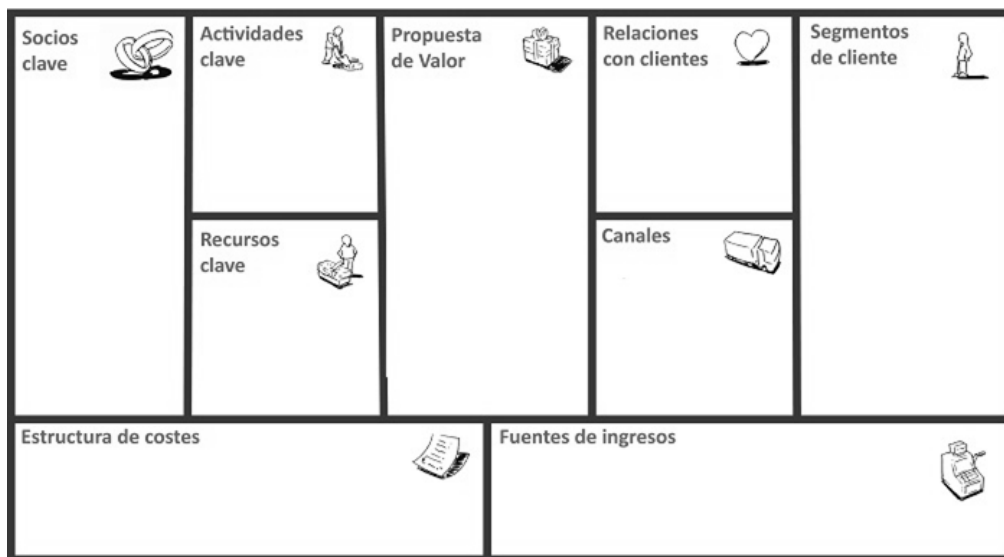 Socios
clave
Actividades
clave
Propuesta
de Valor
Relaciones
con clientes
Segmentos
de cliente
Recursos
clave
Canales
Estructura de costes
Fuentes de ingresos